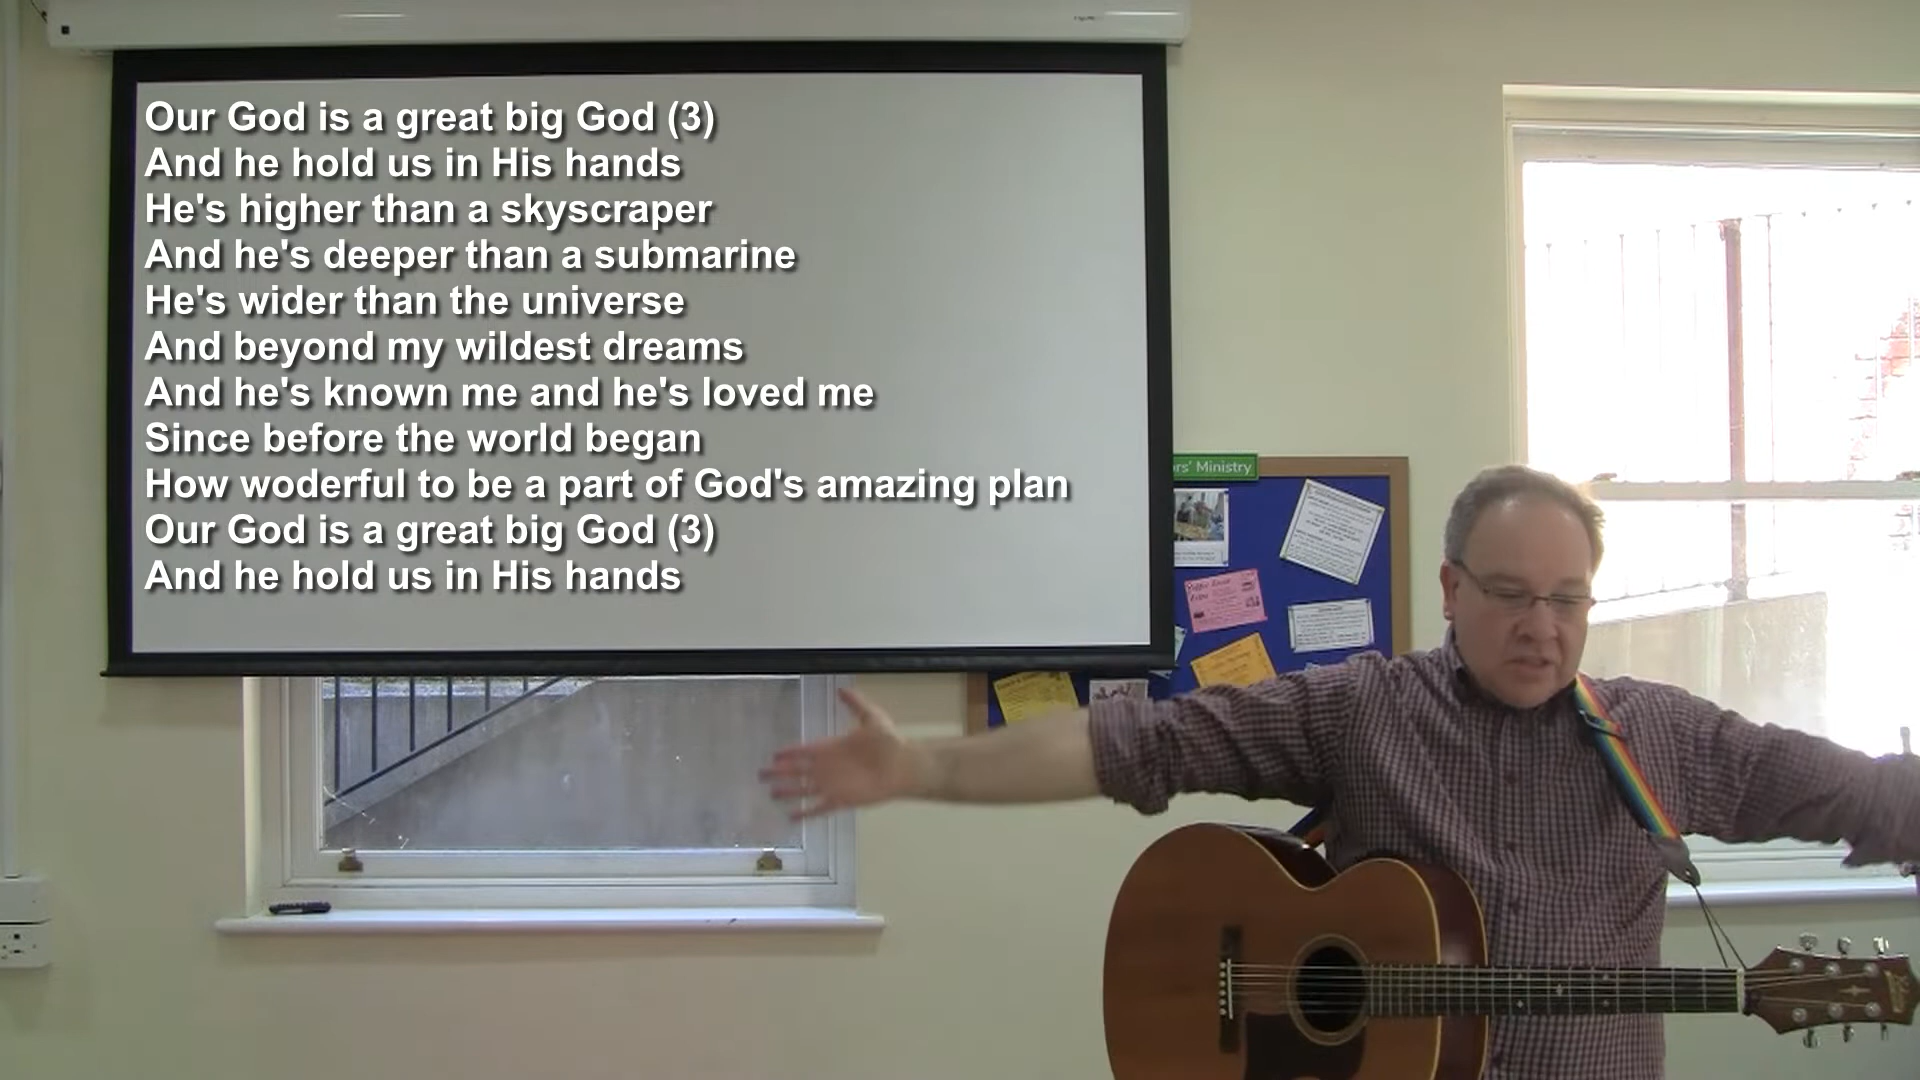 Our God is a great big God (3)
And he hold us in His hands
He's higher than a skyscraper
And he's deeper than a submarine
He's wider than the universe
And beyond my wildest dreams
And he's known me and he's loved me
Since before the world began
How woderful to be a part of God's amazing plan
Our God is a great big God (3)
And he hold us in His hands
Ministry